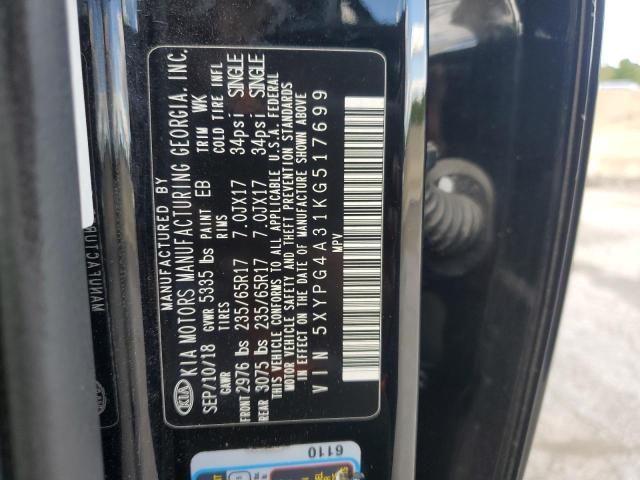 MANUFACTURED BY
KIA KIA MOTORS MANUFACTURING GEORGIA, INC.
SEP/10/18 GVWR 5335 lbs PAINT EB TRIM WK
GAWR TIRES RIMS COLD TIRE INFL
FRONT 2976 lbs 235/65R17 7.0JX17 34psi SINGLE
REAR 3075 lbs 235/65R17 7.0JX17 34psi SINGLE
THIS VEHICLE CONFORMS TO ALL APPLICABLE U.S.A. FEDERAL
MOTOR VEHICLE SAFETY AND THEFT PREVENTION STANDARDS
IN EFFECT ON THE DATE OF MANUFACTURE SHOWN ABOVE
VIN 5XYPG4A31KG517699
MPV
6110